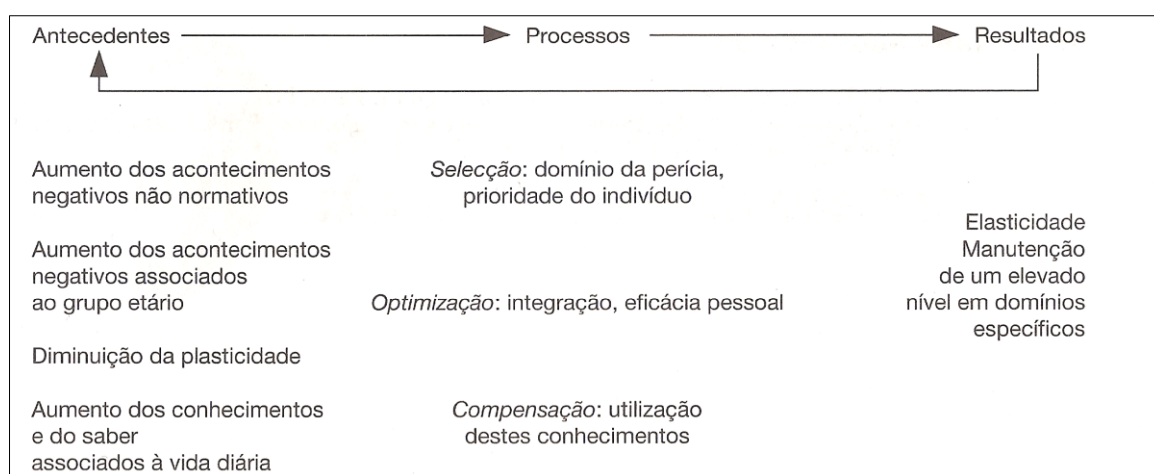 Antecedentes Processos Resultados
Aumento dos acontecimentos
negativos não normativos
Aumento dos acontecimentos
negativos associados
ao grupo etário
Diminuição da plasticidade
Aumento dos conhecimentos
e do saber
associados à vida diária
Selecção: domínio da perícia,
prioridade do indivíduo
Optimização: integração, eficácia pessoal
Compensação: utilização
destes conhecimentos
Elasticidade
Manutenção
de um elevado
nível em domínios
específicos